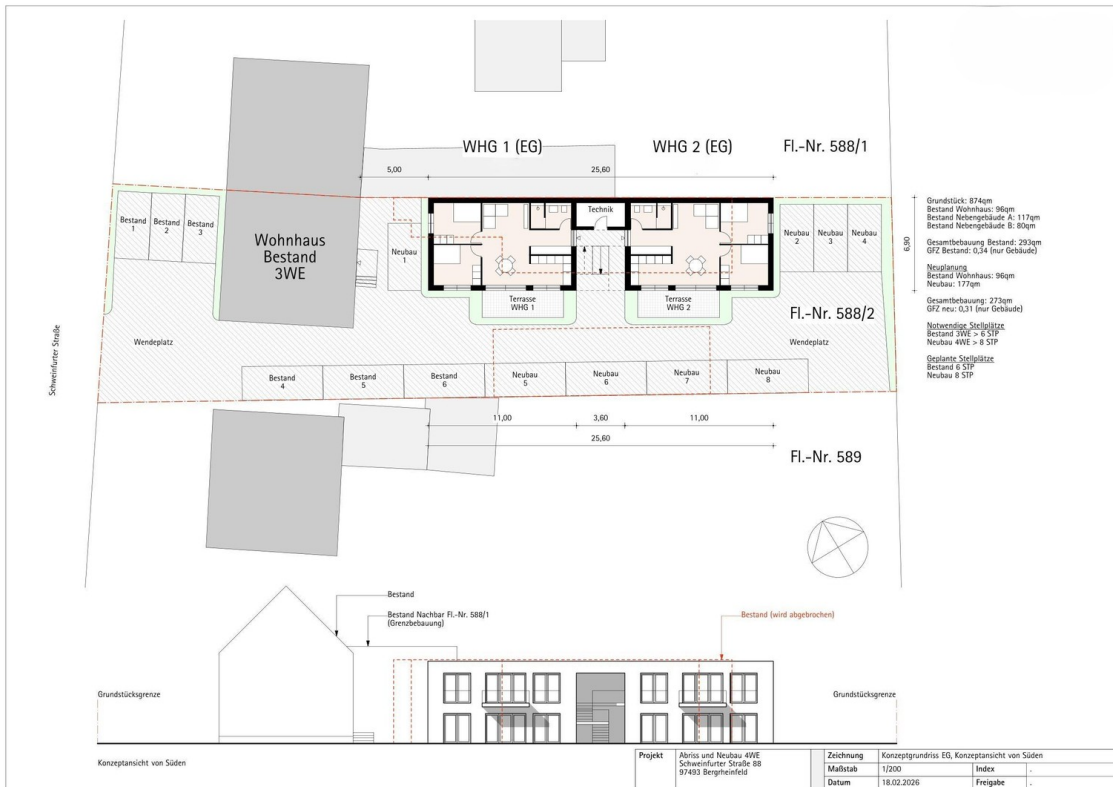 WHG 1 (EG)
WHG 2 (EG)
Fl.-Nr. 588/1
5,00
25,60
Technik
6,90
Bestand
1
Bestand
2
Bestand
3
Wohnhaus
Bestand
3WE
Neubau
1
Neubau
2
Neubau
3
Neubau
4
Terrasse
WHG 1
Terrasse
WHG 2
Fl.-Nr. 588/2
Wendeplatz
Wendeplatz
Schweinfurter Straße
Bestand
4
Bestand
5
Bestand
6
Neubau
5
Neubau
6
Neubau
7
Neubau
8
11,00
3,60
11,00
25,60
Fl.-Nr. 589
Grundstück: 874qm
Bestand Wohnhaus: 96qm
Bestand Nebengebäude A: 117qm
Bestand Nebengebäude B: 80qm
Gesamtbebauung Bestand: 293qm
GFZ Bestand: 0,34 (nur Gebäude)
Neuplanung
Bestand Wohnhaus: 96qm
Neubau: 177qm
Gesamtbebauung: 273qm
GFZ neu: 0,31 (nur Gebäude)
Notwendige Stellplätze
Bestand 3WE > 6 STP
Neubau 4WE > 8 STP
Geplante Stellplätze
Bestand 6 STP
Neubau 8 STP
Bestand
Bestand Nachbar Fl.-Nr. 588/1
(Grenzbebauung)
Bestand (wird abgebrochen)
Grundstücksgrenze
Grundstücksgrenze
Konzeptansicht von Süden
Projekt
Abriss und Neubau 4WE
Schweinfurter Straße 88
97493 Bergrheinfeld
Zeichnung Konzeptgrundriss EG, Konzeptansicht von Süden
Maßstab 1/200 Index .
Datum 18.02.2026 Freigabe .